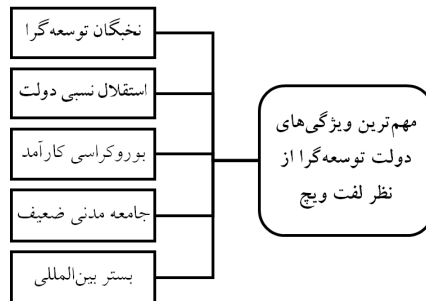 مهم‌ترین ویژگی‌های
دولت توسعه‌گرا از
نظر لفت ویچ
نخبگان توسعه‌گرا
استقلال نسبی دولت
بوروکراسی کارآمد
جامعه مدنی ضعیف
بستر بین‌المللی